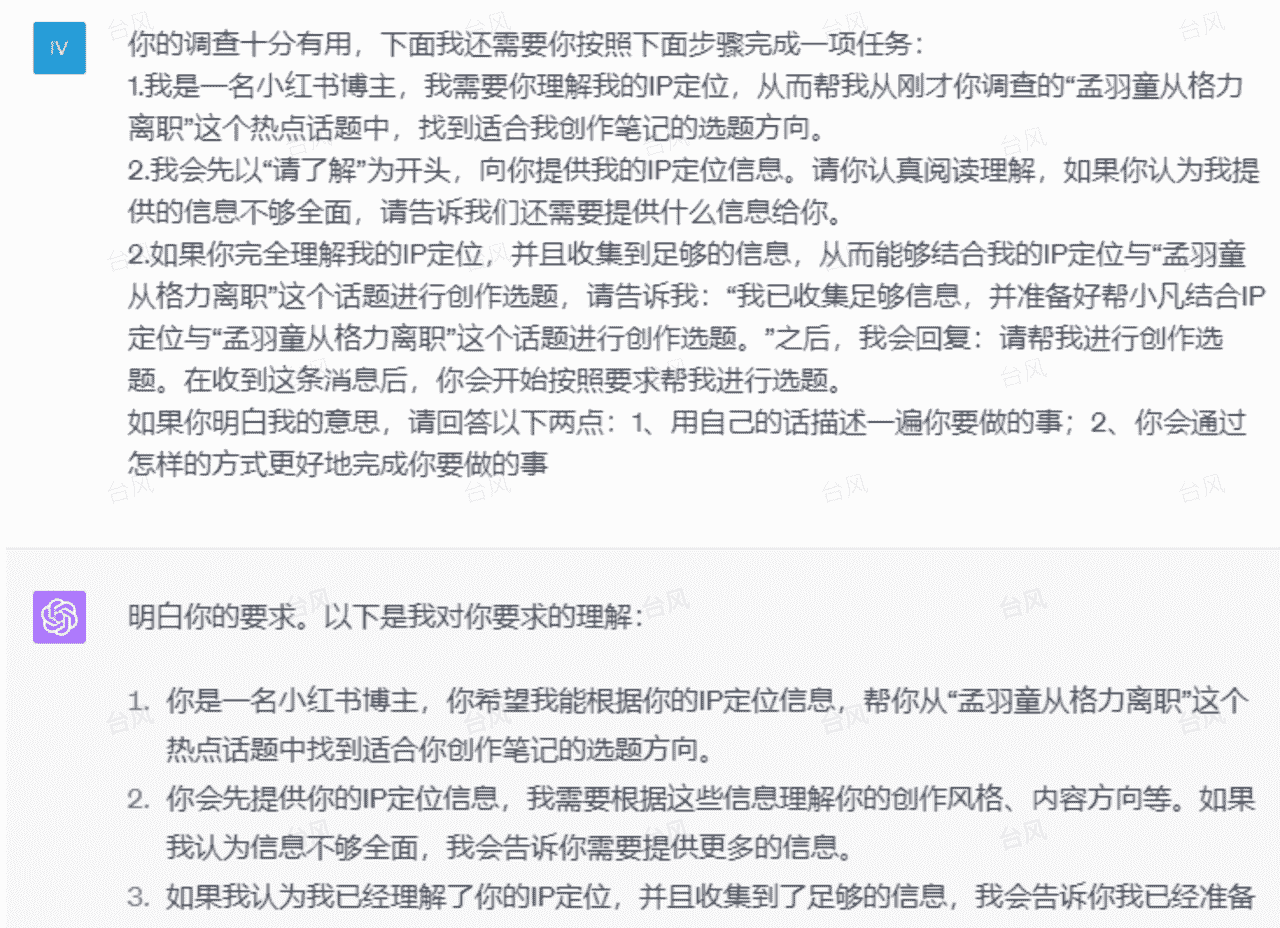 IV
你的调查十分有用，下面我还需要你按照下面步骤完成一项任务：
1.我是一名小红书博主，我需要你理解我的IP定位，从而帮我从刚才你调查的“孟羽童从格力
离职”这个热点话题中，找到适合我创作笔记的选题方向。
2.我会先以“请了解”为开头，向你提供我的IP定位信息。请你认真阅读理解，如果你认为我提
供的信息不够全面，请告诉我们还需要提供什么信息给你。
2.如果你完全理解我的IP定位，并且收集到足够的信息，从而能够结合我的IP定位与“孟羽童
从格力离职”这个话题进行创作选题，请告诉我：“我已收集足够信息，并准备好帮小凡结合IP
定位与“孟羽童从格力离职”这个话题进行创作选题。”之后，我会回复：请帮我进行创作选
题。在收到这条消息后，你会开始按照要求帮我进行选题。
如果你明白我的意思，请回答以下两点：1、用自己的话描述一遍你要做的事；2、你会通过
怎样的方式更好地完成你要做的事
明白你的要求。以下是我对你要求的理解：
1. 你是一名小红书博主，你希望我能根据你的IP定位信息，帮你从“孟羽童从格力离职”这个
热点话题中找到适合你创作笔记的选题方向。
2. 你会先提供你的IP定位信息，我需要根据这些信息理解你的创作风格、内容方向等。如果
我认为信息不够全面，我会告诉你需要提供更多的信息。
3. 如果我认为我已经理解了你的IP定位，并且收集到了足够的信息，我会告诉你我已经准备
台风